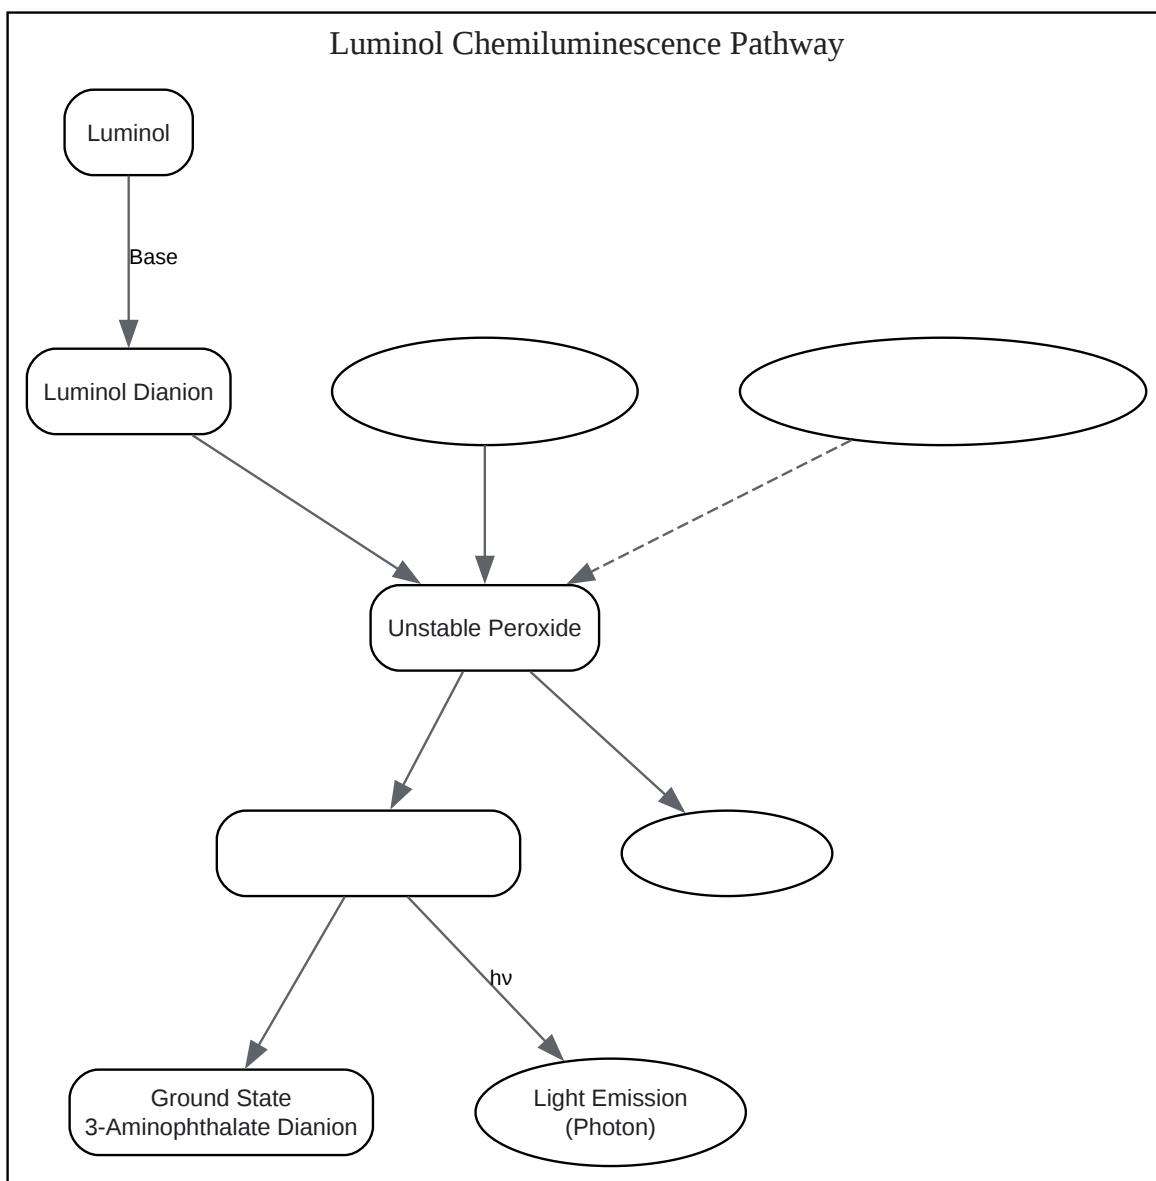 Luminol Chemiluminescence Pathway
Luminol
Base
Luminol Dianion
Unstable Peroxide
hν
Ground State
3-Aminophthalate Dianion
Light Emission
(Photon)